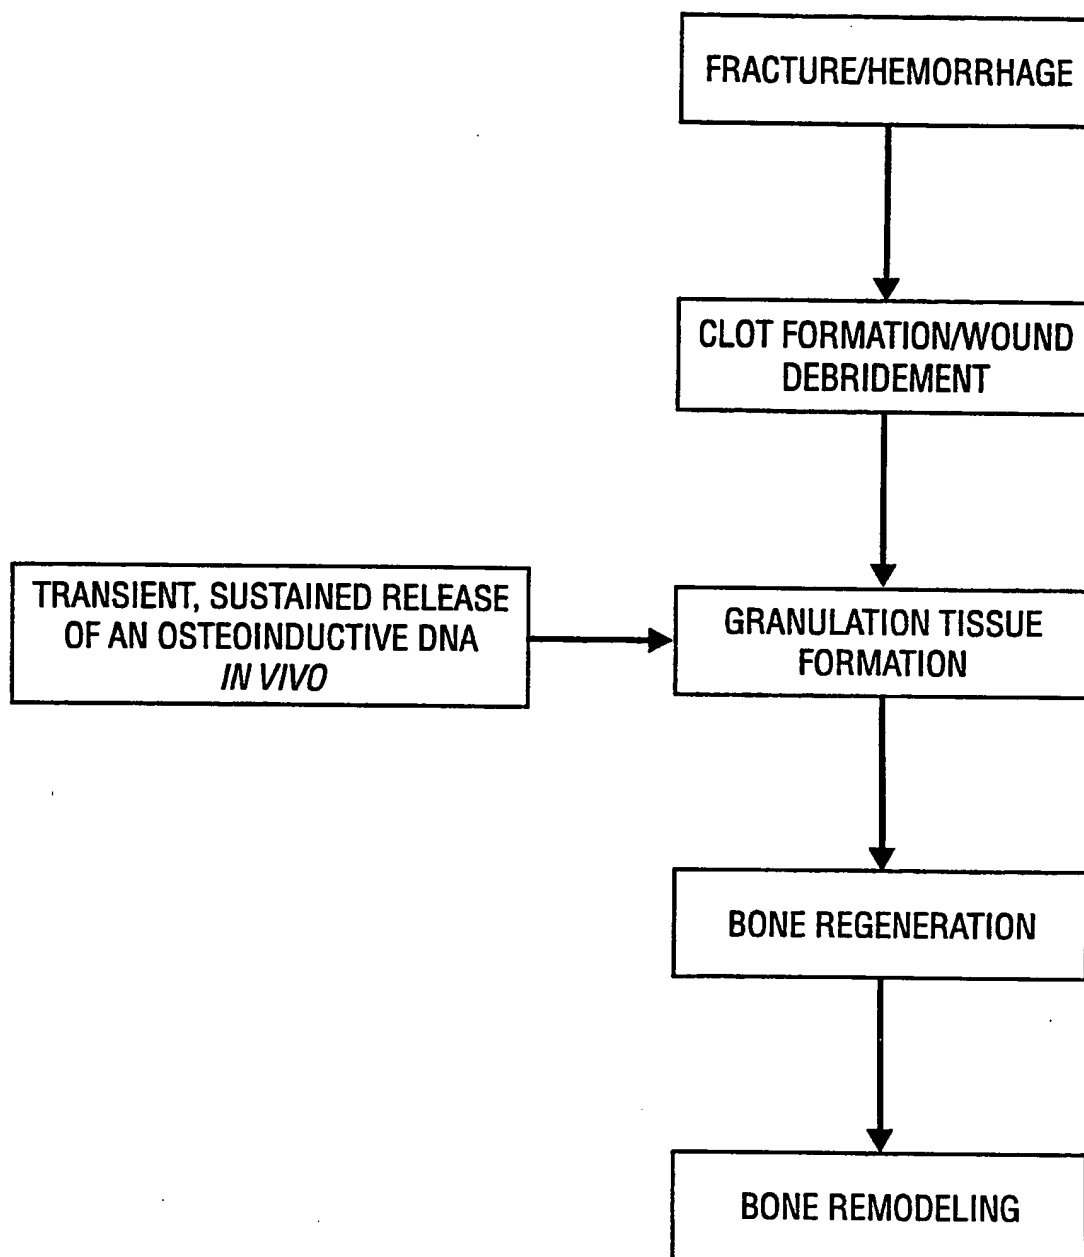 FRACTURE/HEMORRHAGE
CLOT FORMATION/WOUND
DEBRIDEMENT
TRANSIENT, SUSTAINED RELEASE
OF AN OSTEOINDUCTIVE DNA
IN VIVO
GRANULATION TISSUE
FORMATION
BONE REGENERATION
BONE REMODELING